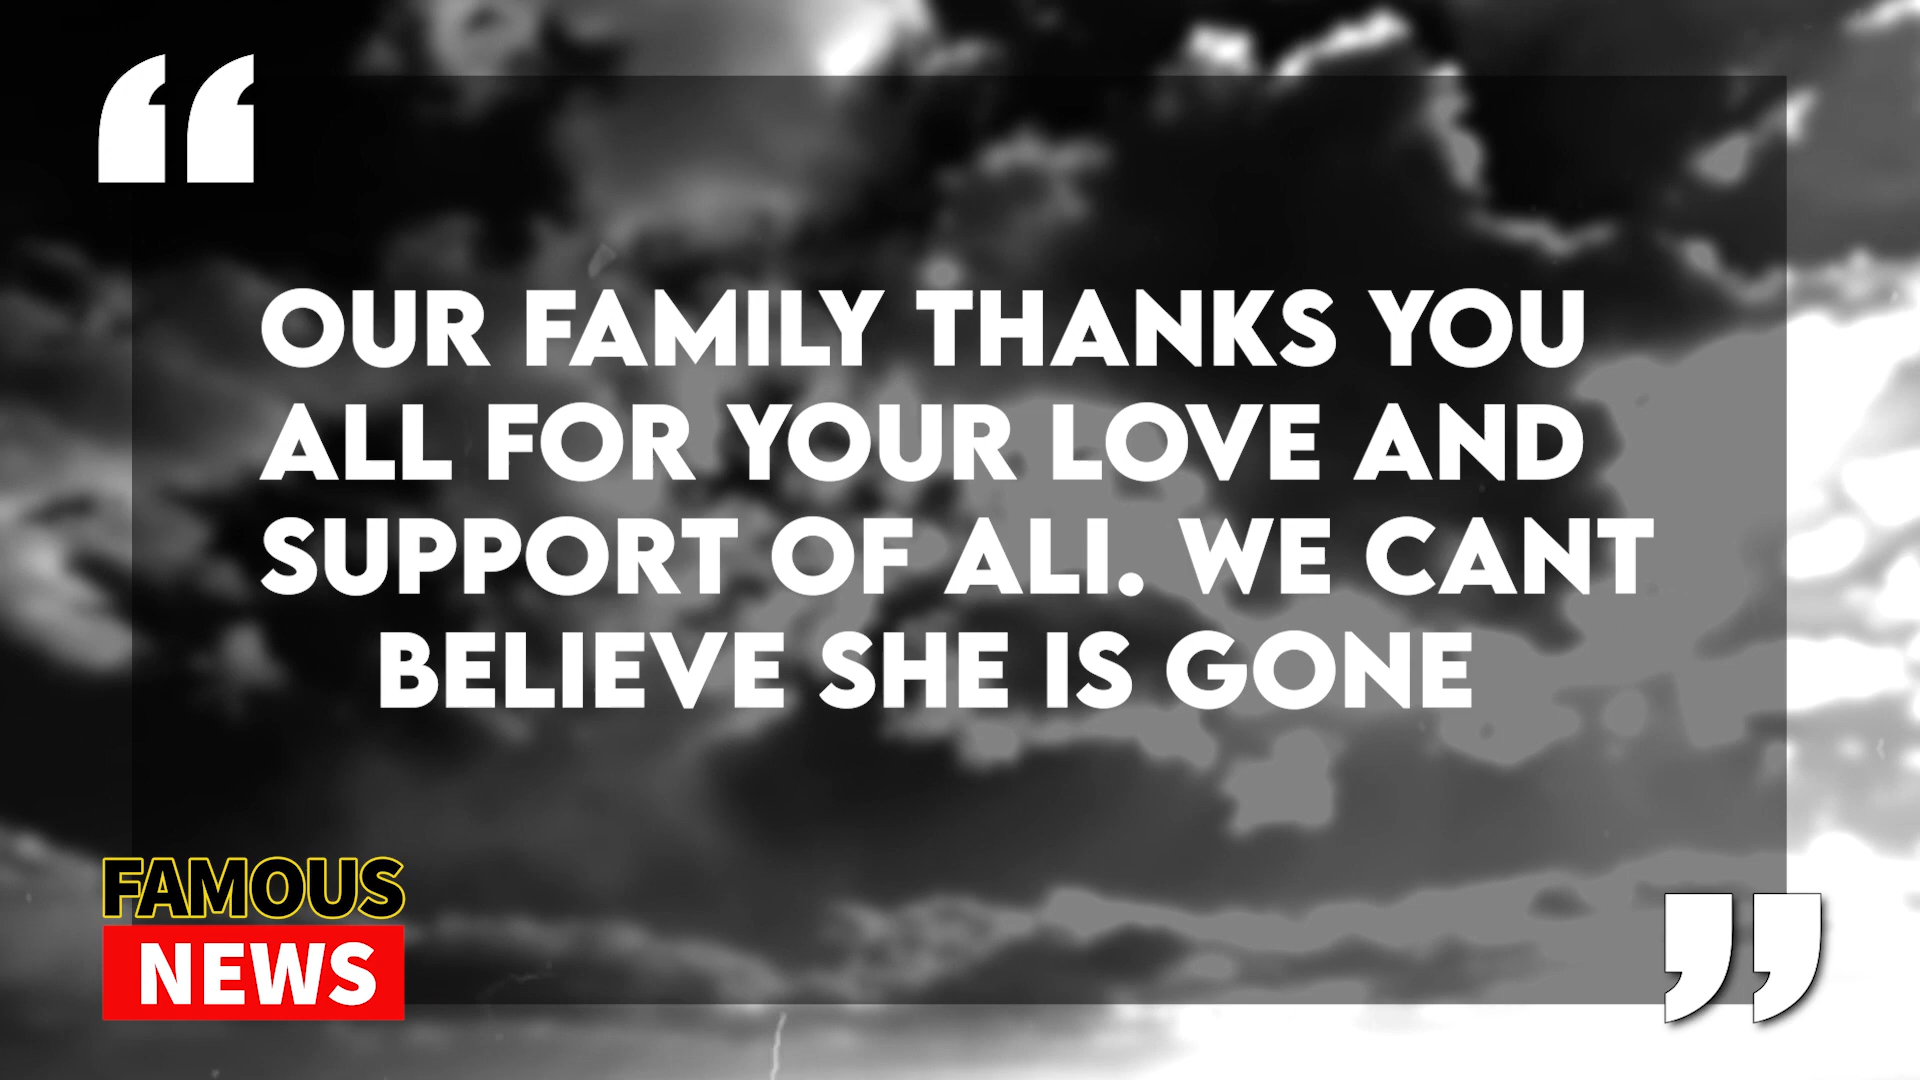 “
OUR FAMILY THANKS YOU
ALL FOR YOUR LOVE AND
SUPPORT OF ALI. WE CANT
BELIEVE SHE IS GONE
”
FAMOUS
NEWS